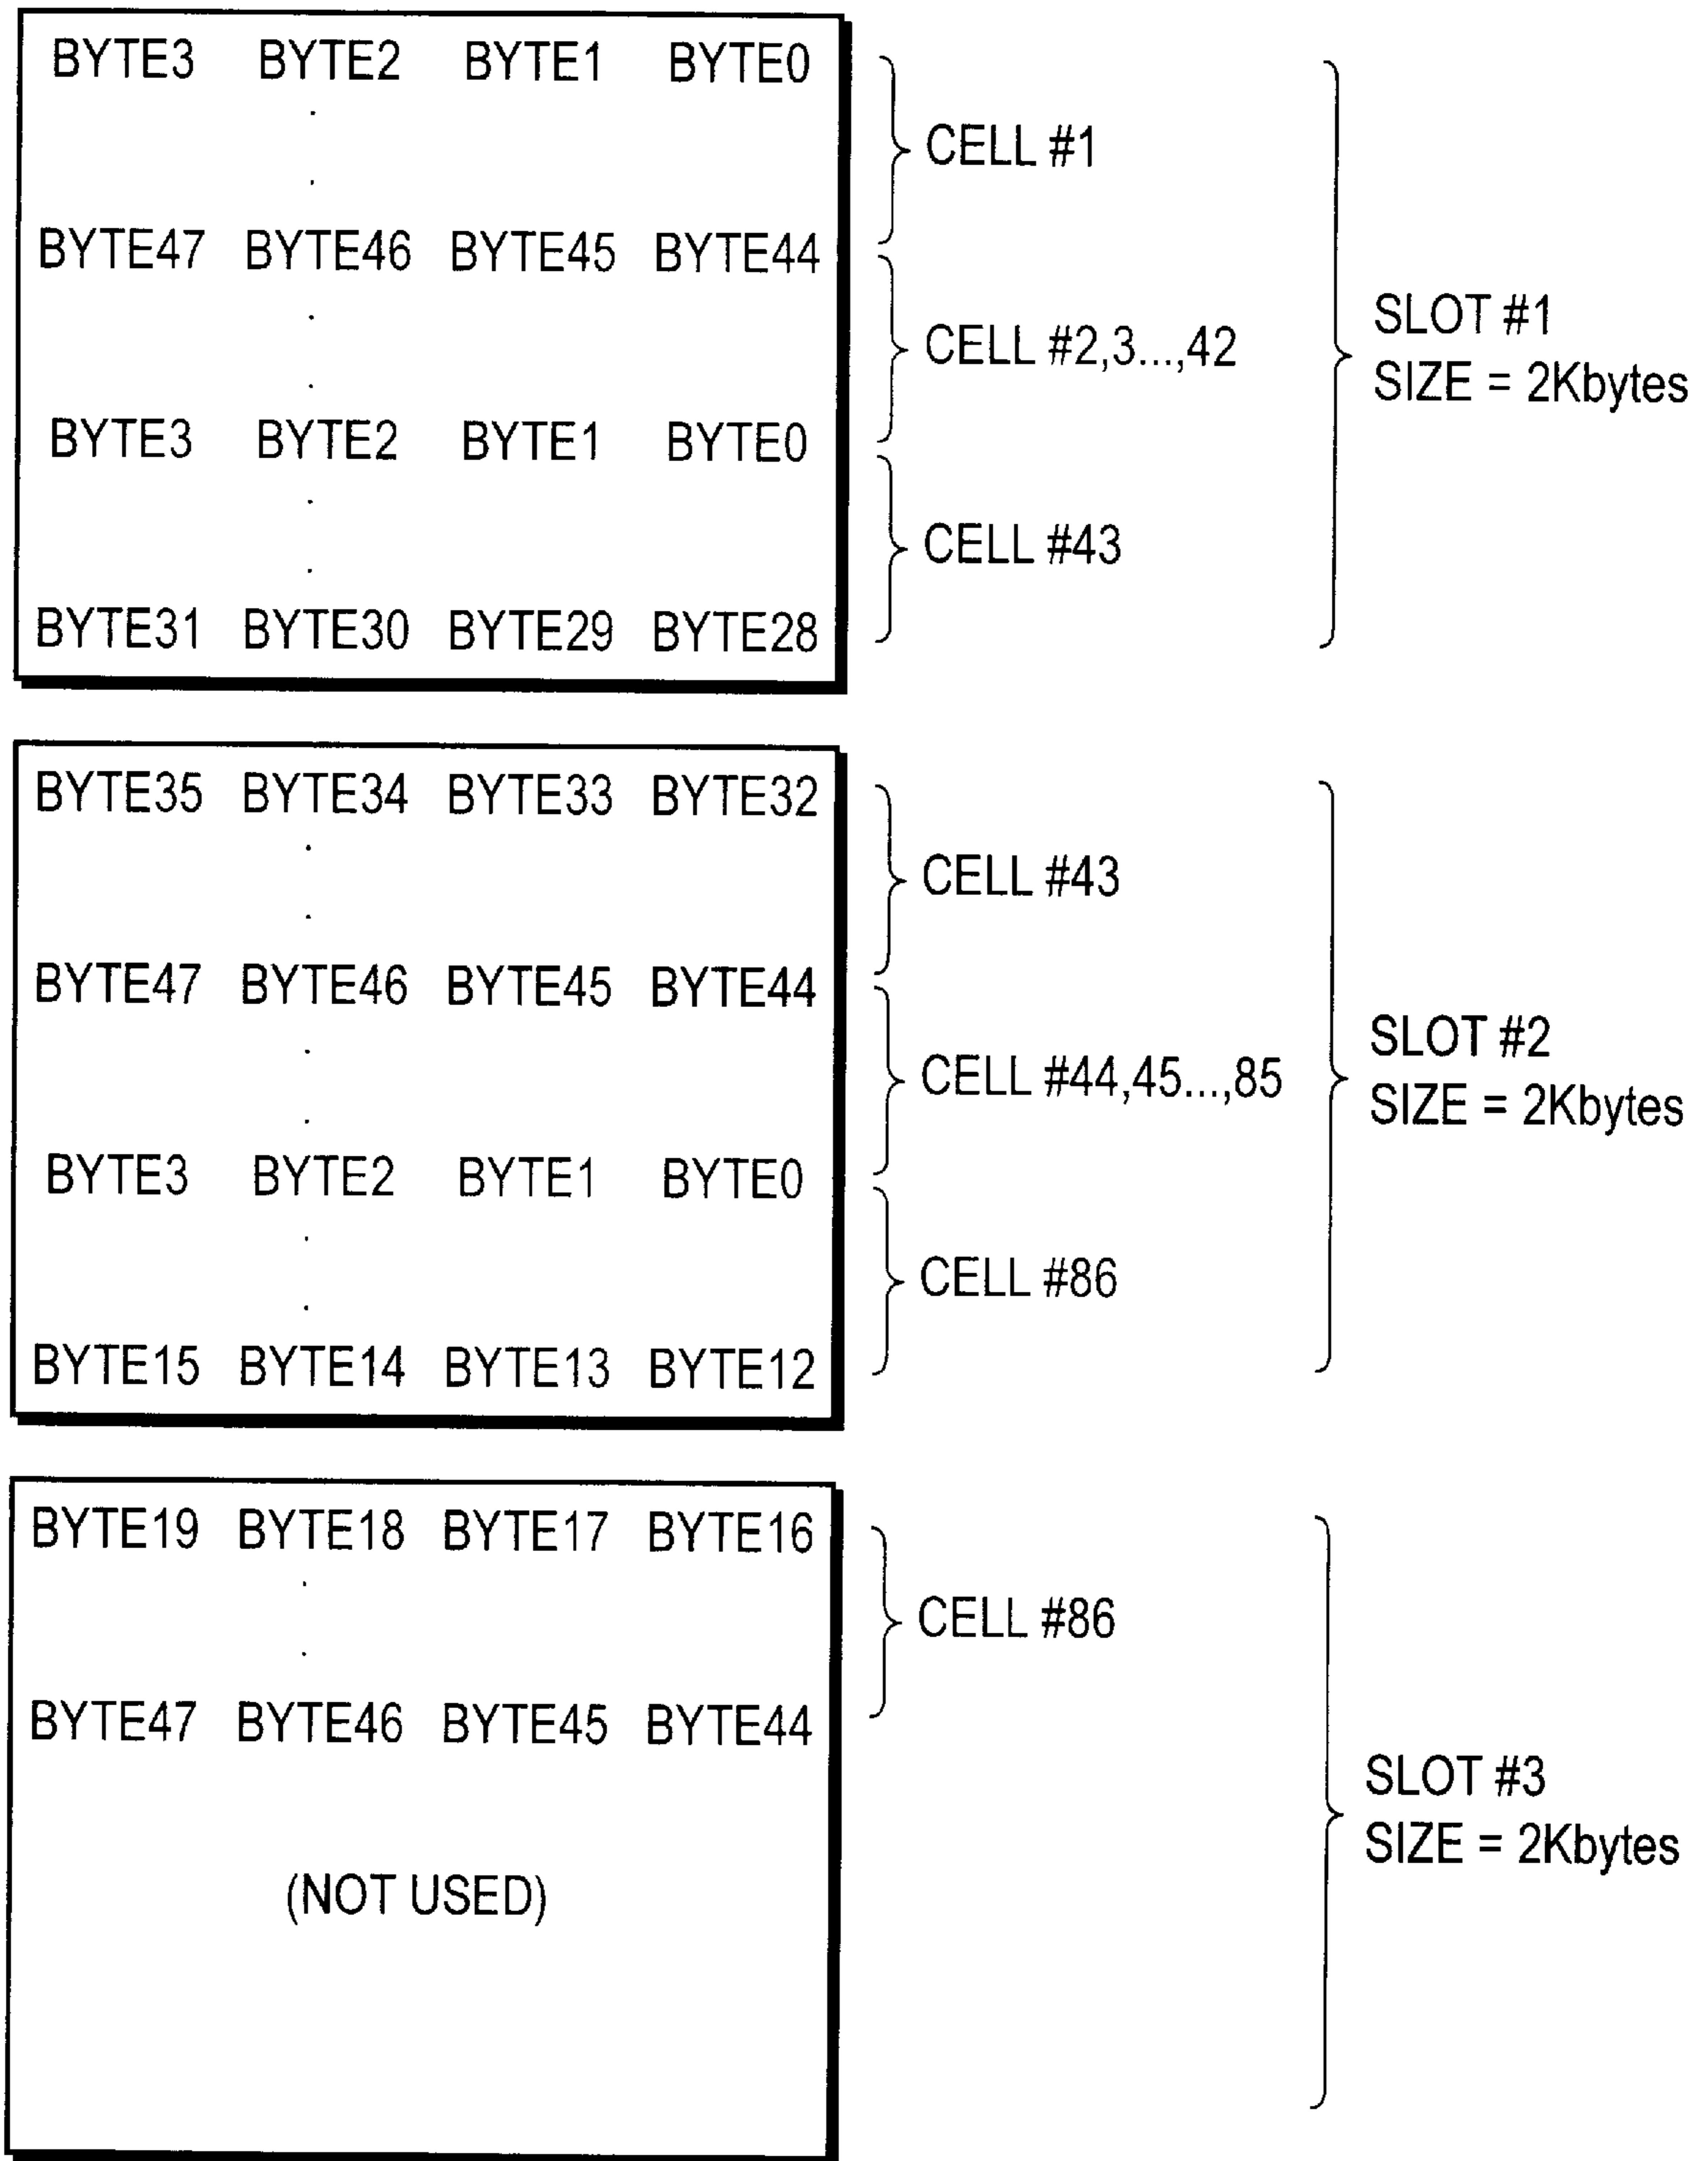 BYTE3 BYTE2 BYTE1 BYTE0
CELL #1
BYTE47 BYTE46 BYTE45 BYTE44
CELL #2,3...,42
SLOT #1
SIZE = 2Kbytes
BYTE3 BYTE2 BYTE1 BYTE0
CELL #43
BYTE31 BYTE30 BYTE29 BYTE28
BYTE35 BYTE34 BYTE33 BYTE32
CELL #43
BYTE47 BYTE46 BYTE45 BYTE44
CELL #44,45...,85
SLOT #2
SIZE = 2Kbytes
BYTE3 BYTE2 BYTE1 BYTE0
CELL #86
BYTE15 BYTE14 BYTE13 BYTE12
BYTE19 BYTE18 BYTE17 BYTE16
CELL #86
BYTE47 BYTE46 BYTE45 BYTE44
SLOT #3
SIZE = 2Kbytes
(NOT USED)